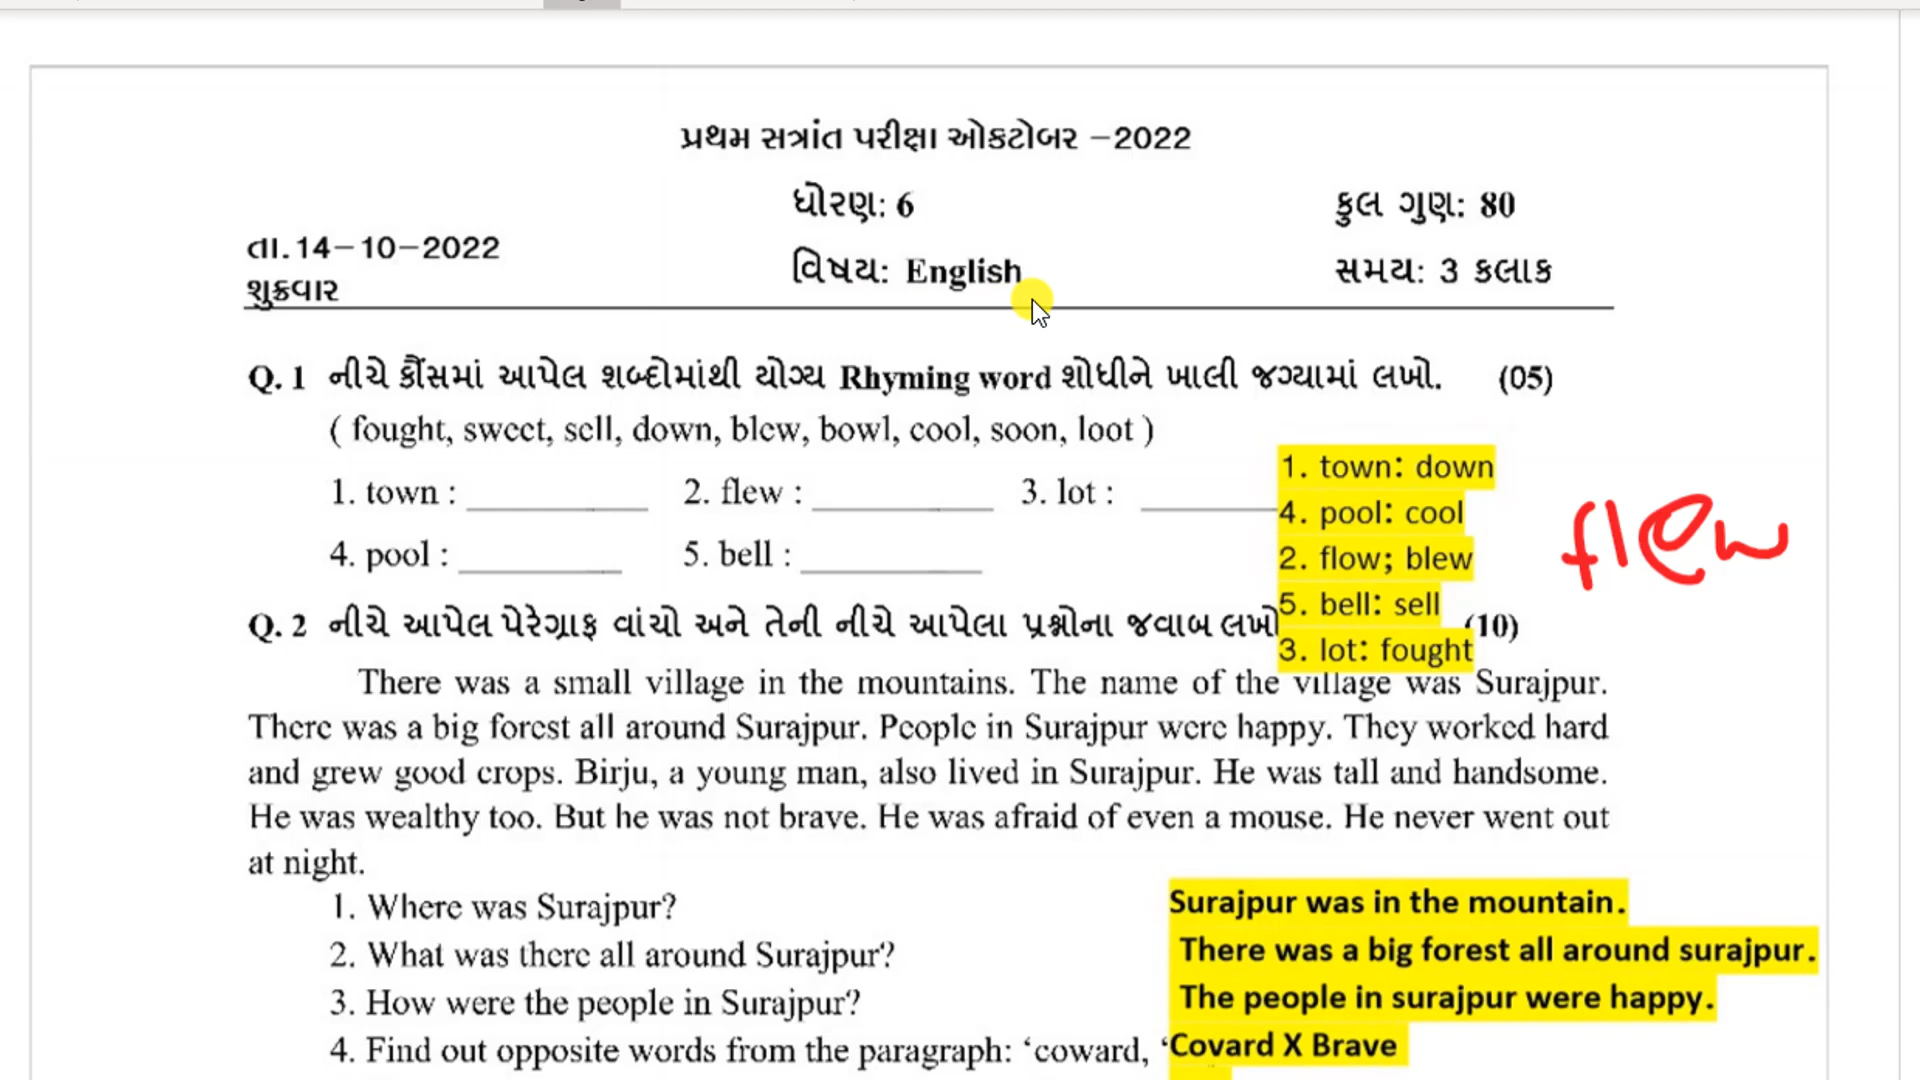 પ્રથમ સત્રાંત પરીક્ષા ઓકટોબર –2022
ધોરણ: 6
કુલ ગુણ: 80
તા.14–10–2022
વિષય: English
સમય: 3 કલાક
શુક્રવાર
Q. 1 નીચે કૌંસમાં આપેલ શબ્દોમાંથી યોગ્ય Rhyming word શોધીને ખાલી જગ્યામાં લખો. (05)
( fought, sweet, sell, down, blew, bowl, cool, soon, loot )
1. town : ____________ 2. flew : ____________ 3. lot : ____________
4. pool : ____________ 5. bell : ____________
1. town: down
4. pool: cool
2. flow; blew
5. bell: sell
3. lot: fought
flew
Q. 2 નીચે આપેલ પેરેગ્રાફ વાંચો અને તેની નીચે આપેલા પ્રશ્નોના જવાબ લખો (10)
There was a small village in the mountains. The name of the village was Surajpur.
There was a big forest all around Surajpur. People in Surajpur were happy. They worked hard
and grew good crops. Birju, a young man, also lived in Surajpur. He was tall and handsome.
He was wealthy too. But he was not brave. He was afraid of even a mouse. He never went out
at night.
1. Where was Surajpur?
Surajpur was in the mountain.
2. What was there all around Surajpur?
There was a big forest all around surajpur.
3. How were the people in Surajpur?
The people in surajpur were happy.
4. Find out opposite words from the paragraph: ‘coward, ‘
Covard X Brave